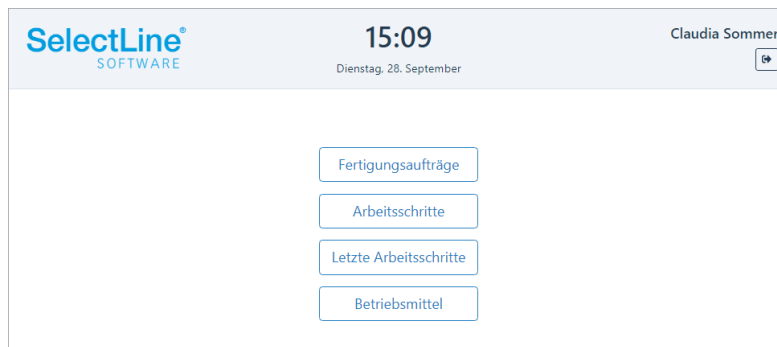 SelectLine®
SOFTWARE
15:09
Dienstag, 28. September
Claudia Sommer
Fertigungsaufträge
Arbeitsschritte
Letzte Arbeitsschritte
Betriebsmittel